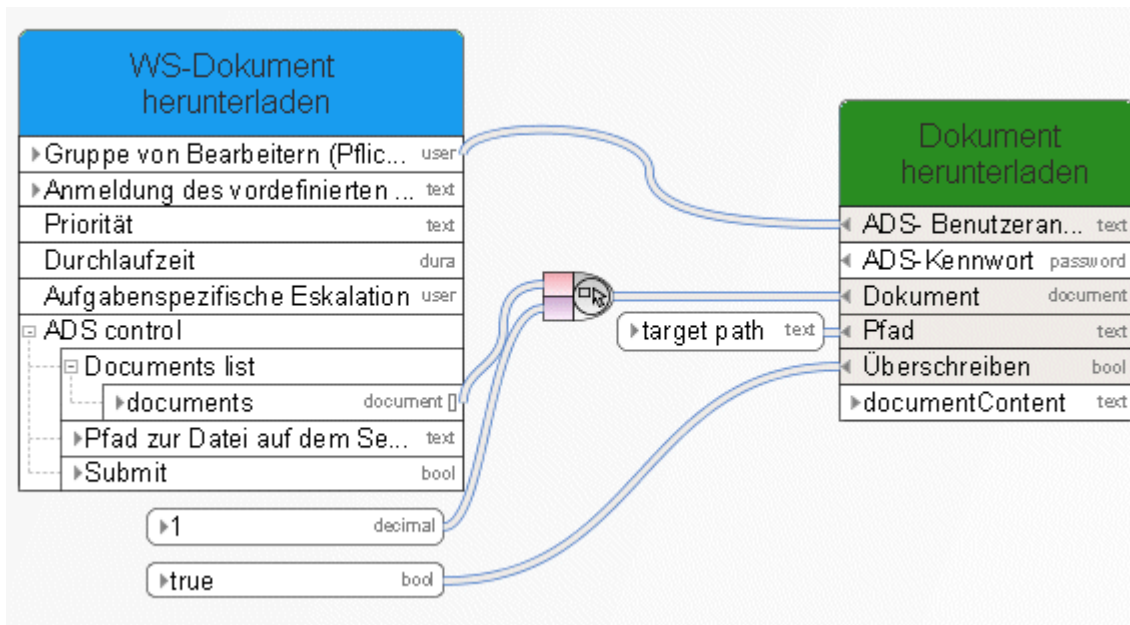 WS-Dokument
herunterladen
Gruppe von Bearbeitern (Pflic... user
Anmeldung des vordefinierten ... text
Priorität text
Durchlaufzeit dura
Aufgabenspezifische Eskalation user
ADS control
Documents list
documents document []
Pfad zur Datei auf dem Se... text
Submit bool
1 decimal
true bool
target path text
Dokument
herunterladen
ADS- Benutzeran... text
ADS-Kennwort password
Dokument document
Pfad text
Überschreiben bool
documentContent text